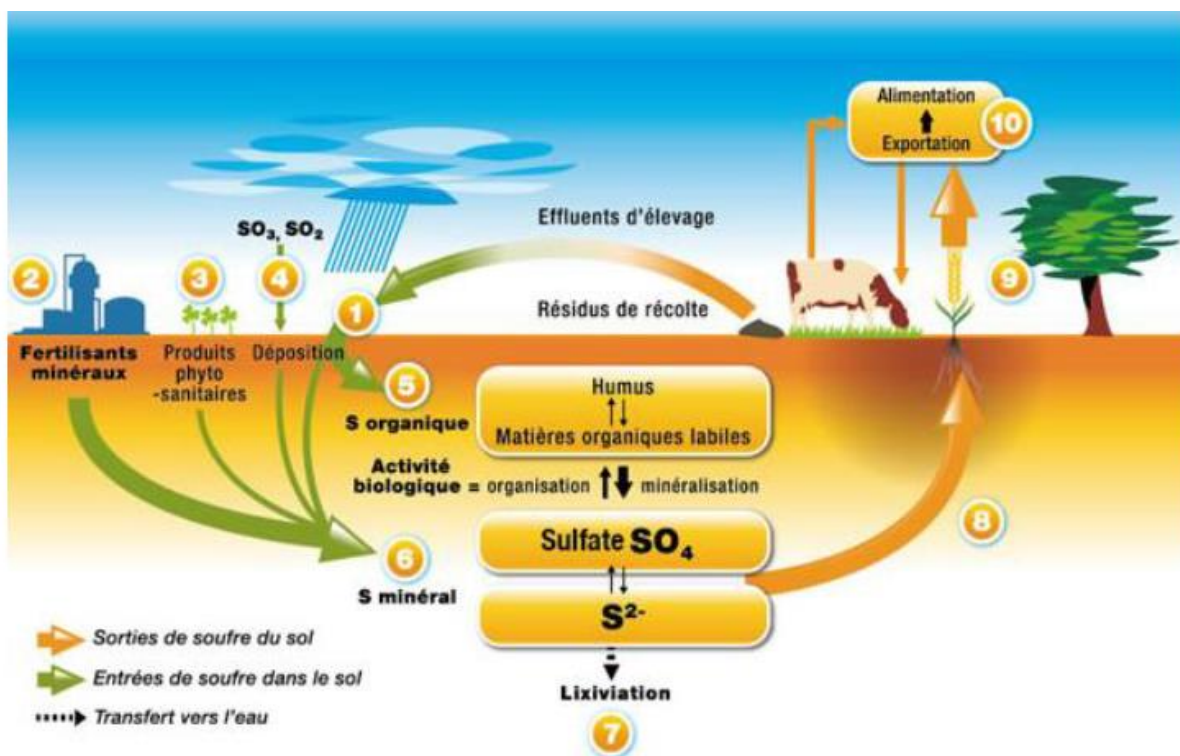 Alimentation
10
Exportation
Effluents d'élevage
SO₃, SO₂
2
3
4
1
9
Résidus de récolte
Fertilisants
minéraux
Produits
phyto
-sanitaires
Déposition
5
S organique
Humus
Matières organiques labiles
Activité
biologique = organisation
minéralisation
Sulfate SO₄
8
6
S minéral
S²⁻
Sorties de soufre du sol
Entrées de soufre dans le sol
Transfert vers l'eau
Lixiviation
7